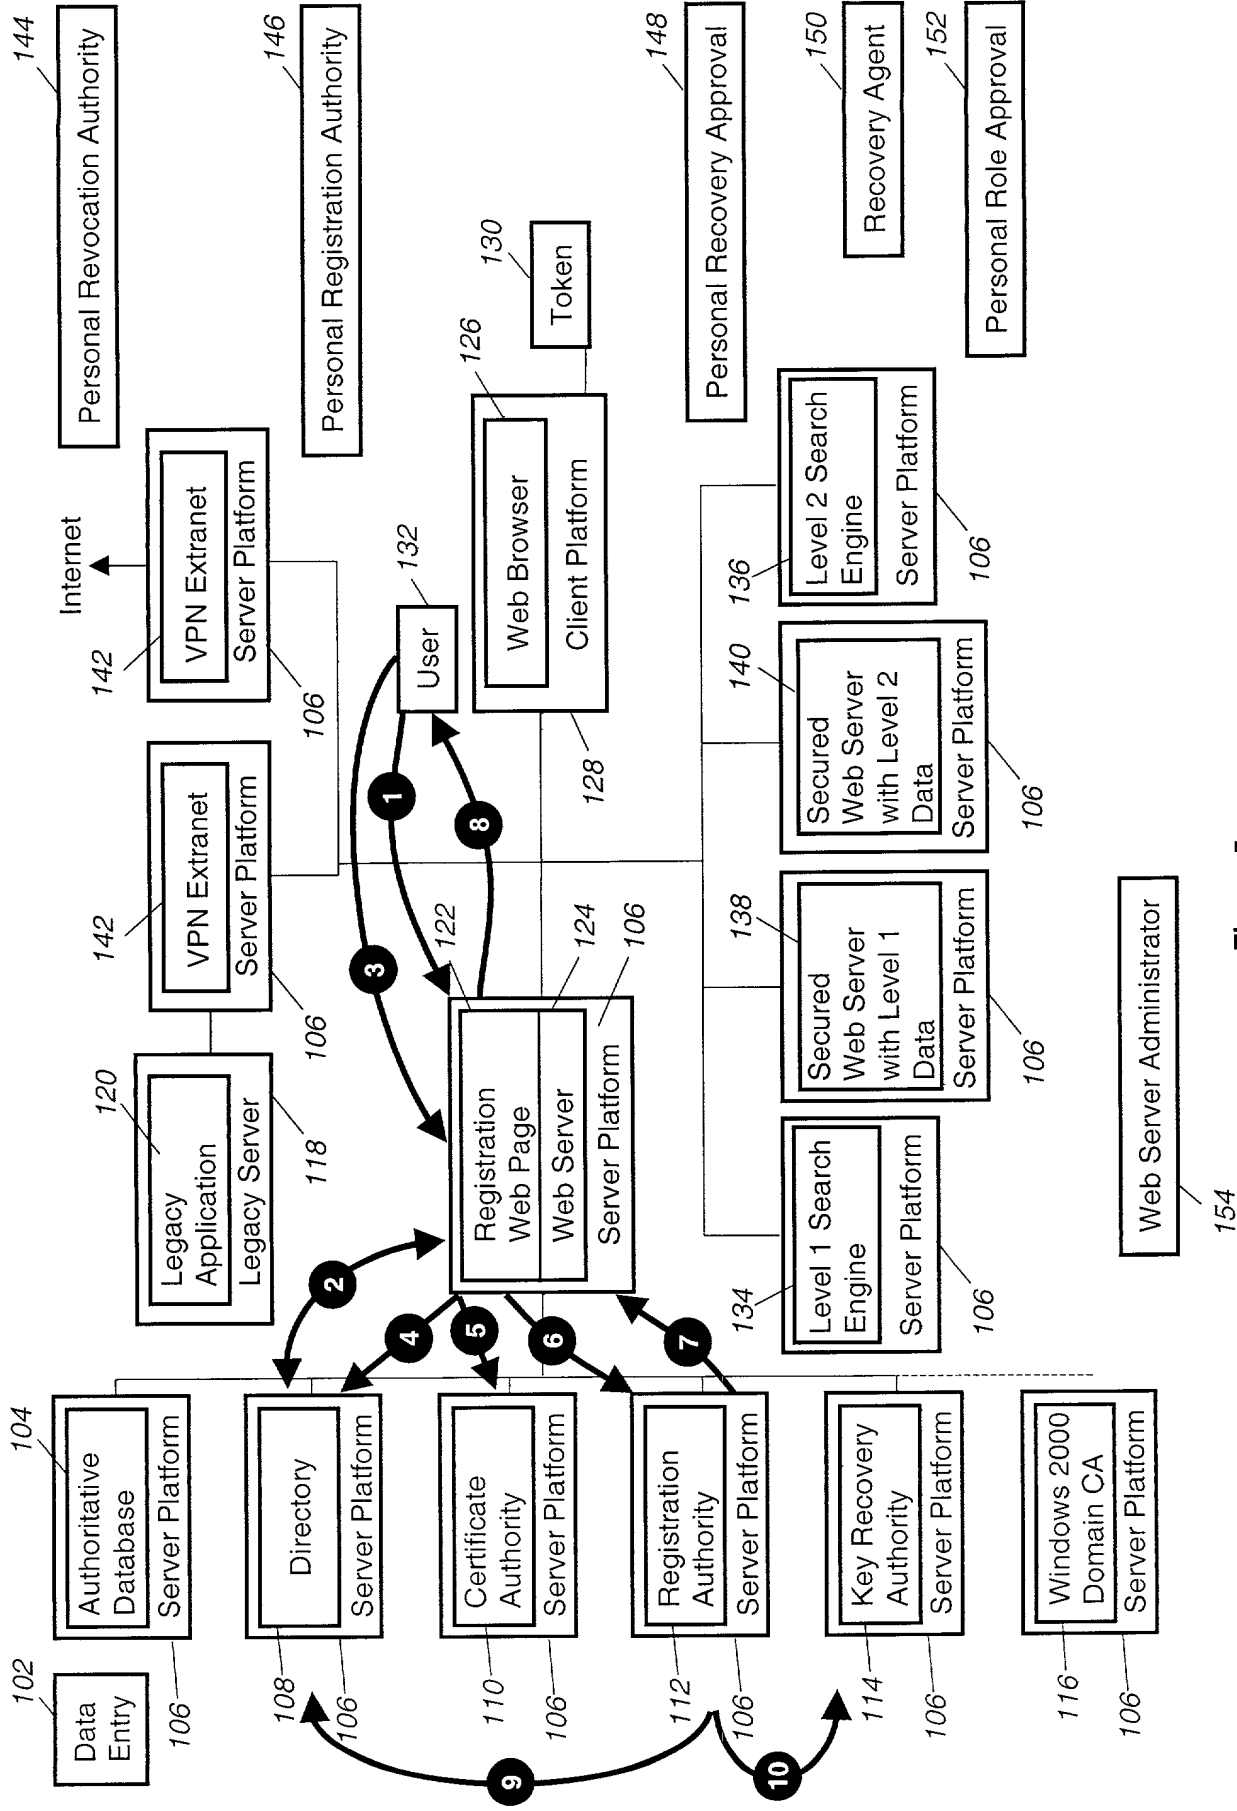 102
Data
Entry
104
Authoritative
Database
Server Platform
106
108
Directory
Server Platform
106
110
Certificate
Authority
Server Platform
106
112
Registration
Authority
Server Platform
106
114
Key Recovery
Authority
Server Platform
106
116
Windows 2000
Domain CA
Server Platform
106
9
10
2
4
5
6
7
120
Legacy
Application
Legacy Server
118
142
VPN Extranet
Server Platform
106
142
VPN Extranet
Server Platform
106
Internet
3
1
8
122
Registration
Web Page
124
Web Server
Server Platform
106
User
132
126
Web Browser
Client Platform
128
130
Token
134
Level 1 Search
Engine
Server Platform
106
138
Secured
Web Server
with Level 1
Data
Server Platform
106
140
Secured
Web Server
with Level 2
Data
Server Platform
106
136
Level 2 Search
Engine
Server Platform
106
144
Personal Revocation Authority
146
Personal Registration Authority
148
Personal Recovery Approval
150
Recovery Agent
152
Personal Role Approval
Web Server Administrator
154